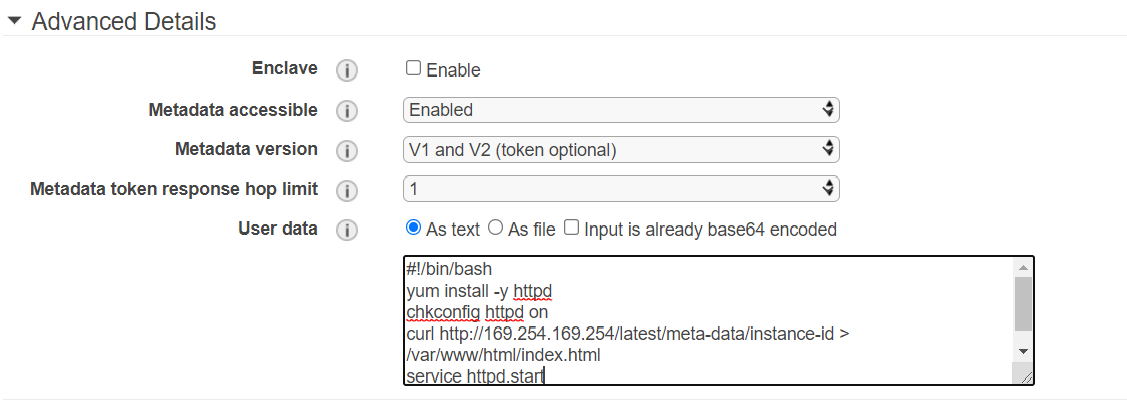 Advanced Details
Enclave i Enable
Metadata accessible i Enabled
Metadata version i V1 and V2 (token optional)
Metadata token response hop limit i 1
User data i As text As file Input is already base64 encoded
#!/bin/bash
yum install -y httpd
chkconfig httpd on
curl http://169.254.169.254/latest/meta-data/instance-id >
/var/www/html/index.html
service httpd.start